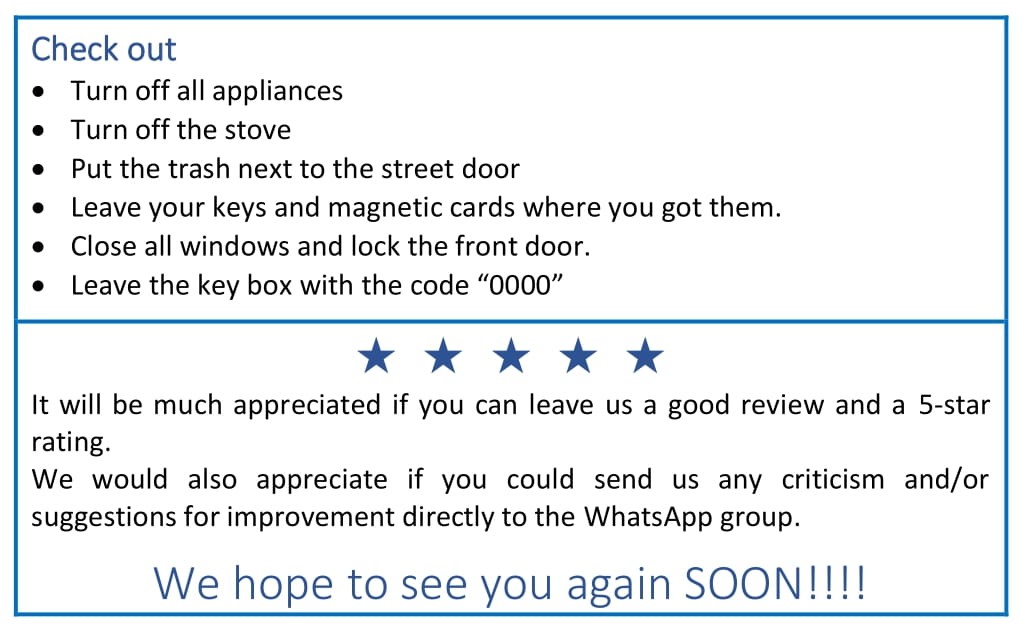 Check out
• Turn off all appliances
• Turn off the stove
• Put the trash next to the street door
• Leave your keys and magnetic cards where you got them.
• Close all windows and lock the front door.
• Leave the key box with the code “0000”
It will be much appreciated if you can leave us a good review and a 5-star
rating.
We would also appreciate if you could send us any criticism and/or
suggestions for improvement directly to the WhatsApp group.
We hope to see you again SOON!!!!